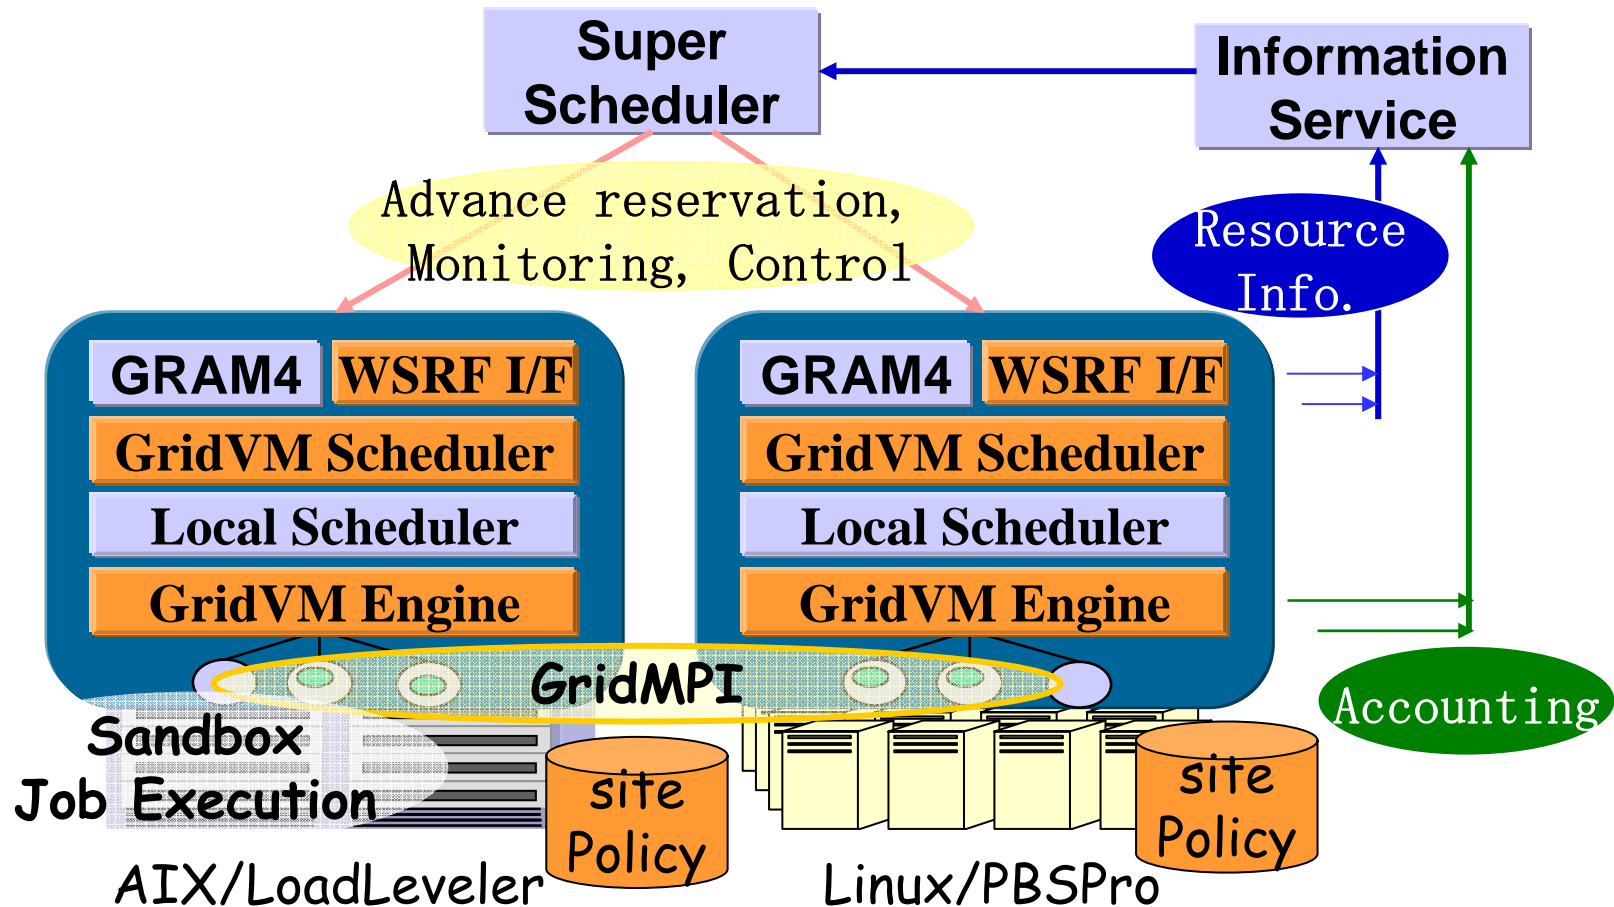 Super
Scheduler
Information
Service
Advance reservation,
Monitoring, Control
Resource
Info.
GRAM4
WSRF I/F
GridVM Scheduler
Local Scheduler
GridVM Engine
GRAM4
WSRF I/F
GridVM Scheduler
Local Scheduler
GridVM Engine
GridMPI
Accounting
Sandbox
Job Execution
site
Policy
site
Policy
AIX/LoadLeveler
Linux/PBSPro